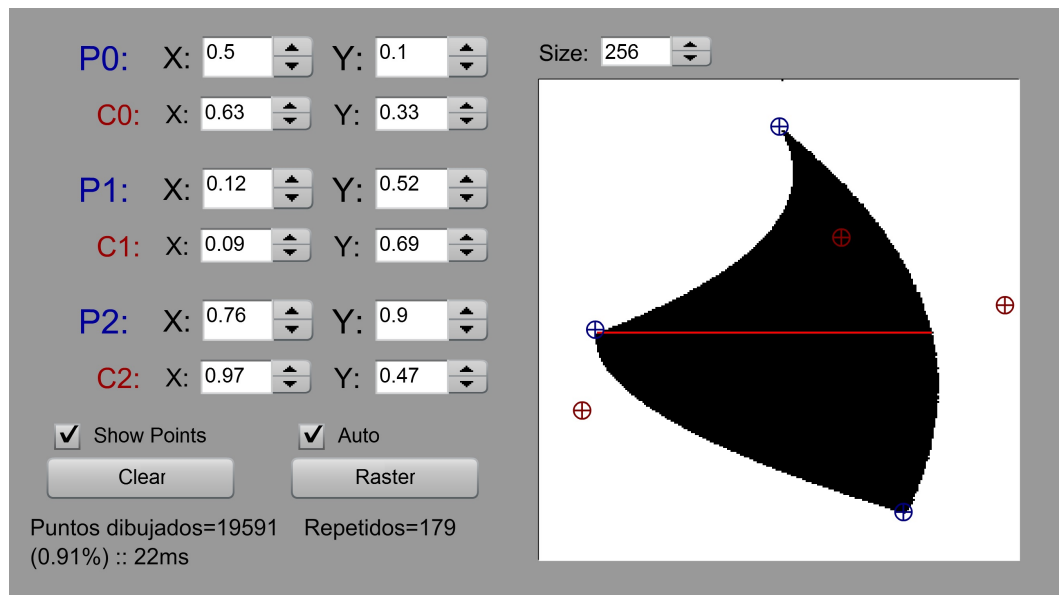 P0: X: 0.5 Y: 0.1 Size: 256
C0: X: 0.63 Y: 0.33
P1: X: 0.12 Y: 0.52
C1: X: 0.09 Y: 0.69
P2: X: 0.76 Y: 0.9
C2: X: 0.97 Y: 0.47
Show Points Auto
Clear Raster
Puntos dibujados=19591 Repetidos=179
(0.91%) :: 22ms